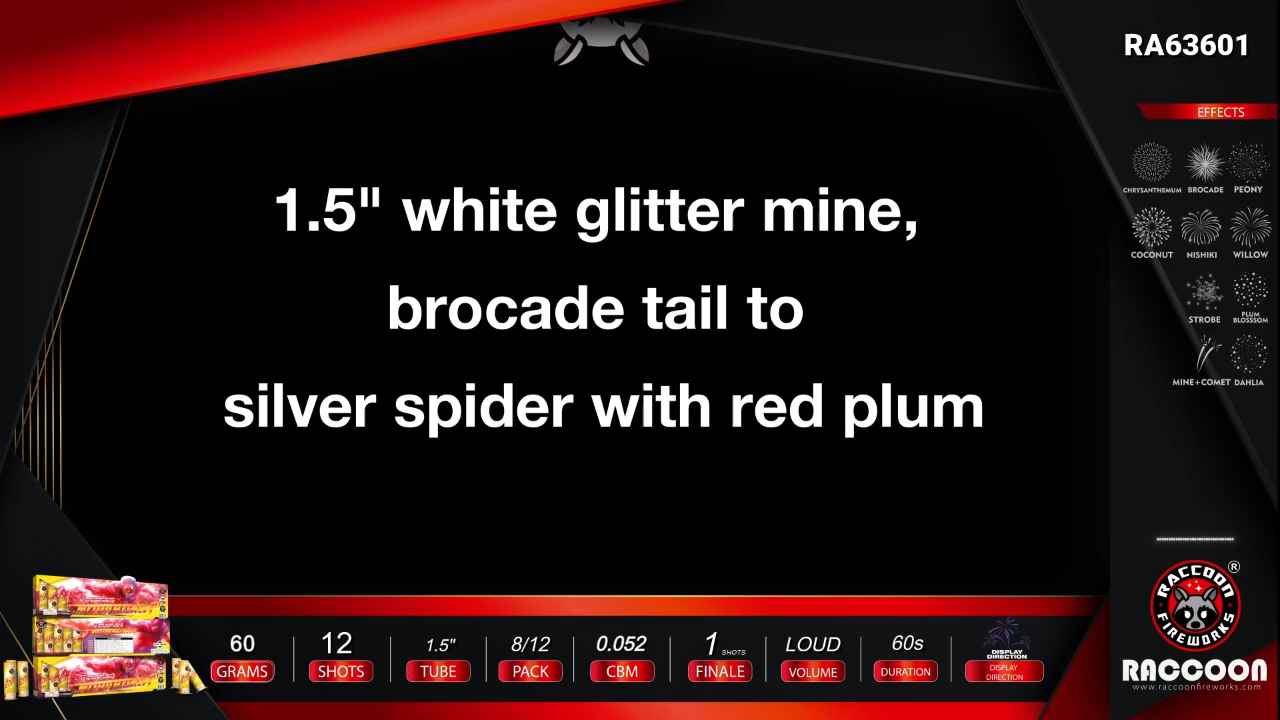 RA63601
EFFECTS
CHRYSANTHEMUM BROCADE PEONY
COCONUT NISHIKI WILLOW
STROBE PLUM BLOSSSOM
MINE+COMET DAHLIA
1.5" white glitter mine,
brocade tail to
silver spider with red plum
60 GRAMS
12 SHOTS
1.5" TUBE
8/12 PACK
0.052 CBM
1 SHOTS FINALE
LOUD VOLUME
60s DURATION
DISPLAY DIRECTION
DISPLAY DIRECTION
RACCOON FIREWORKS ®
RACCOON
www.raccoonfireworks.com